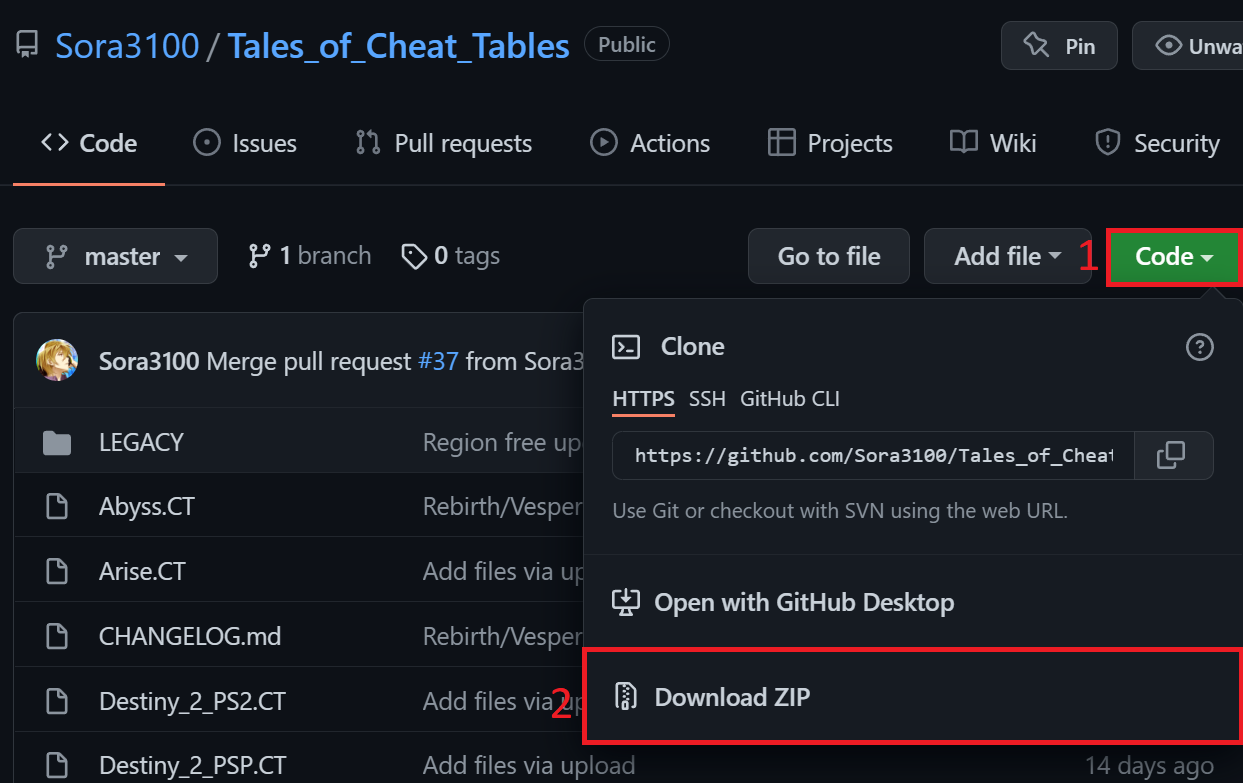 Sora3100 / Tales_of_Cheat_Tables Public Pin Unwa
Code Issues Pull requests Actions Projects Wiki Security
master 1 branch 0 tags Go to file Add file 1 Code
Sora3100 Merge pull request #37 from Sora3
Clone
HTTPS SSH GitHub CLI
https://github.com/Sora3100/Tales_of_Cheat
Use Git or checkout with SVN using the web URL.
Open with GitHub Desktop
2 Download ZIP
LEGACY Region free up
Abyss.CT Rebirth/Vesper
Arise.CT Add files via up
CHANGELOG.md Rebirth/Vesper
Destiny_2_PS2.CT Add files via up
Destiny_2_PSP.CT Add files via upload 14 days ago